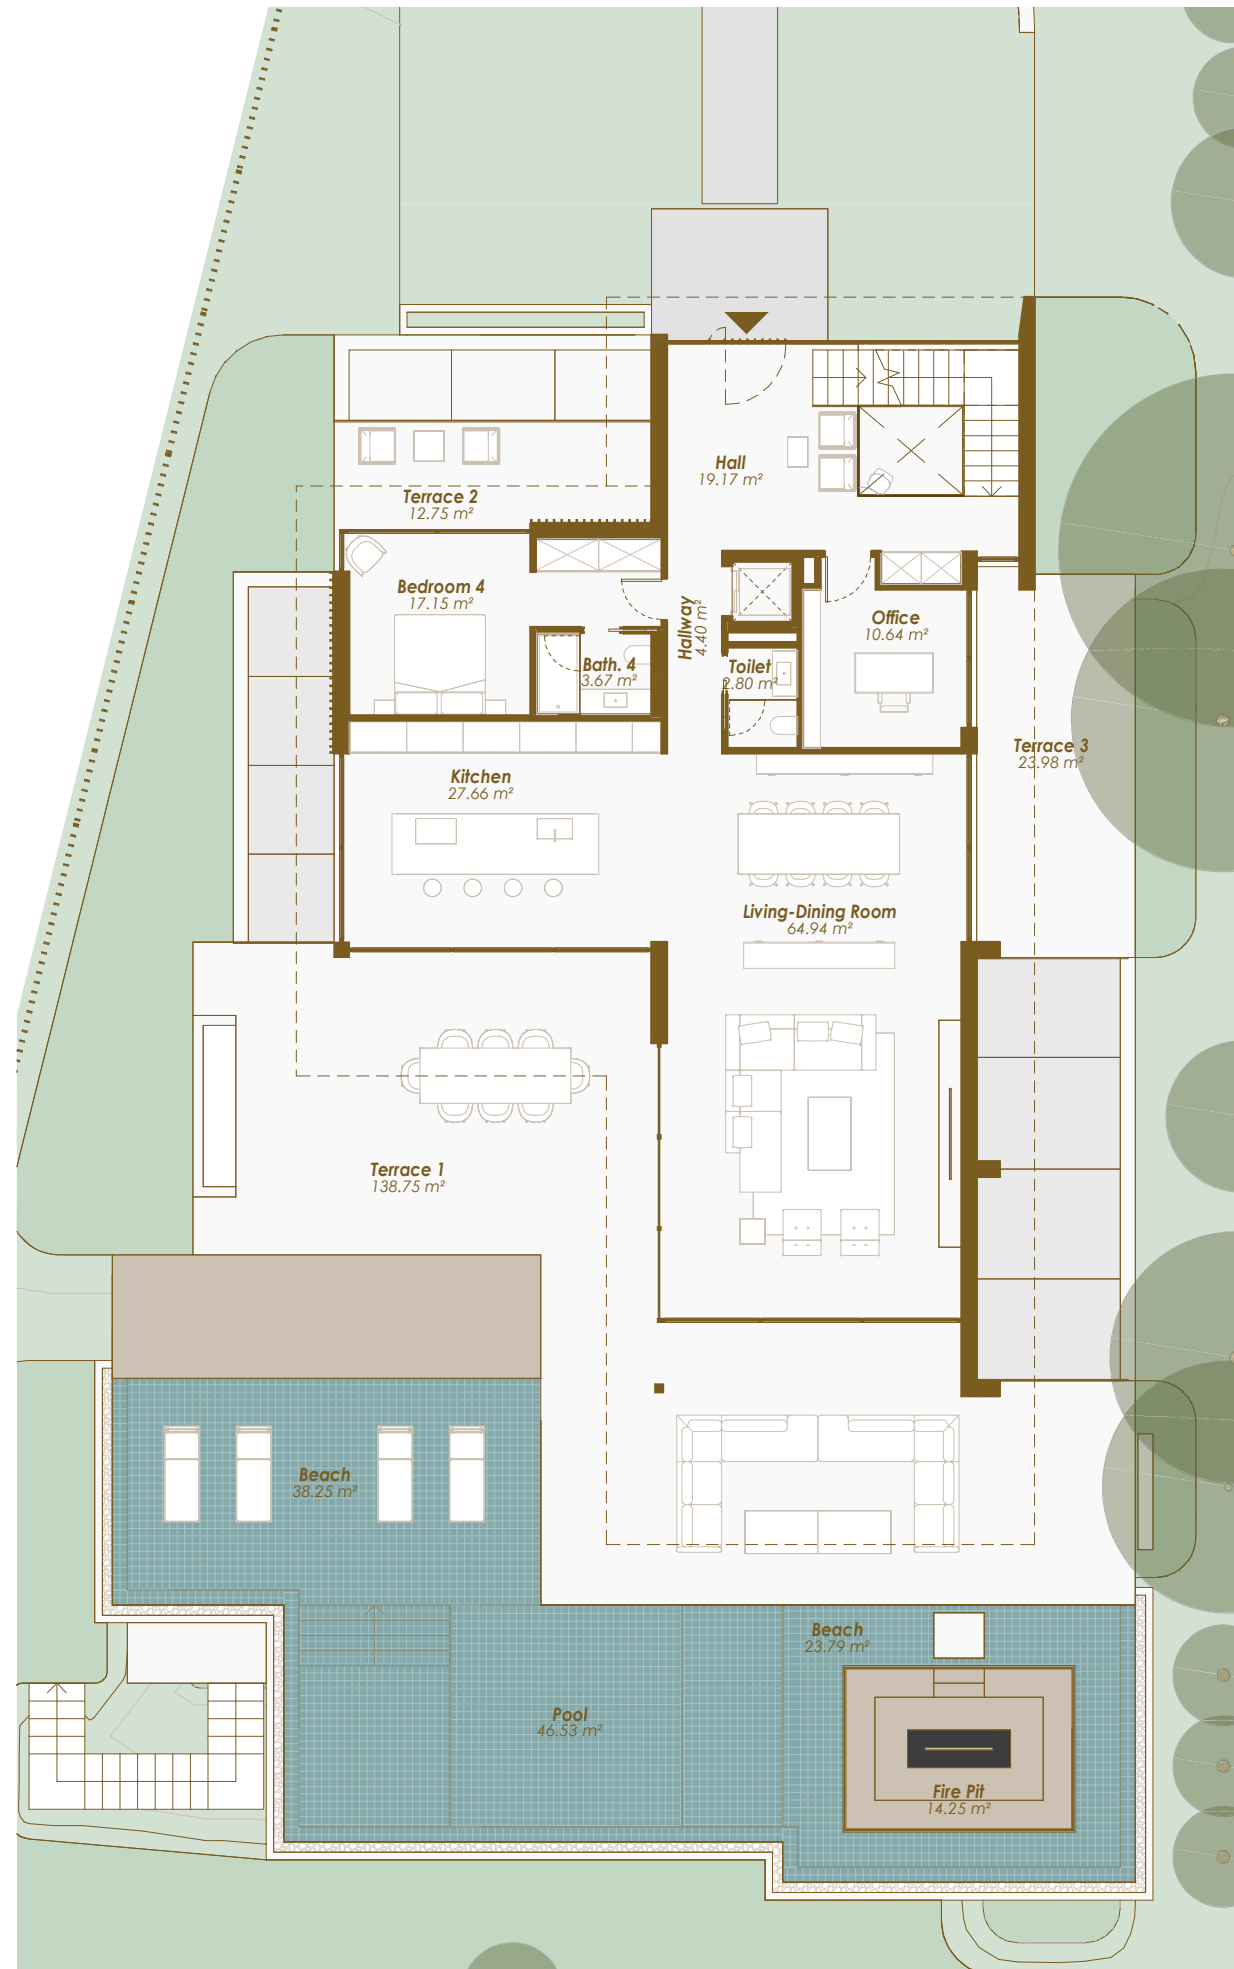 Hall
19.17 m²
Terrace 2
12.75 m²
Bedroom 4
17.15 m²
Hallway
4.40 m²
Office
10.64 m²
Bath. 4
3.67 m²
Toilet
2.80 m²
Terrace 3
23.98 m²
Kitchen
27.66 m²
Living-Dining Room
64.94 m²
Terrace 1
138.75 m²
Beach
38.25 m²
Beach
23.79 m²
Pool
46.53 m²
Fire Pit
14.25 m²